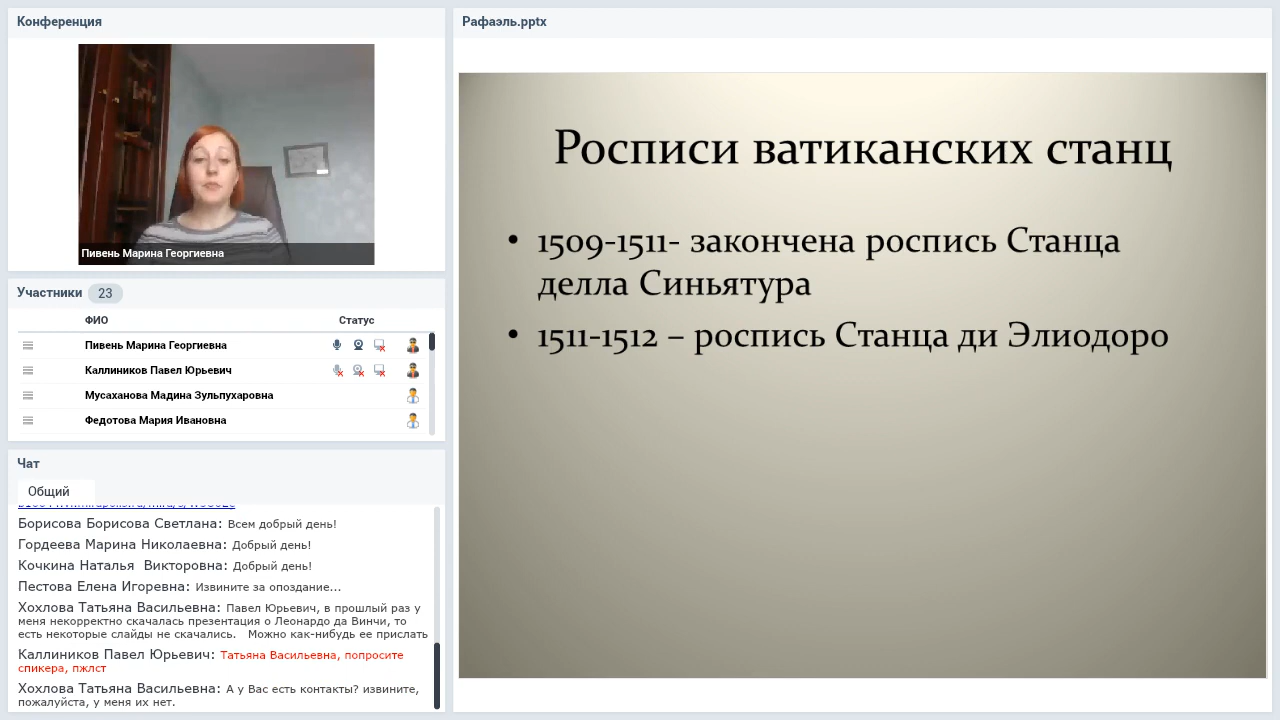 Конференция
Пивень Марина Георгиевна
Участники 23
ФИО Статус
Пивень Марина Георгиевна
Каллиников Павел Юрьевич
Мусаханова Мадина Зульпухаровна
Федотова Мария Ивановна
Чат
Общий
Борисова Борисова Светлана: Всем добрый день!
Гордеева Марина Николаевна: Добрый день!
Кочкина Наталья Викторовна: Добрый день!
Пестова Елена Игоревна: Извините за опоздание...
Хохлова Татьяна Васильевна: Павел Юрьевич, в прошлый раз у
меня некорректно скачалась презентация о Леонардо да Винчи, то
есть некоторые слайды не скачались. Можно как-нибудь ее прислать
Каллиников Павел Юрьевич: Татьяна Васильевна, попросите
спикера, пжлст
Хохлова Татьяна Васильевна: А у Вас есть контакты? извините,
пожалуйста, у меня их нет.
Рафаэль.pptx
Росписи ватиканских станц
• 1509-1511- закончена роспись Станца
делла Синьятура
• 1511-1512 – роспись Станца ди Элиодоро